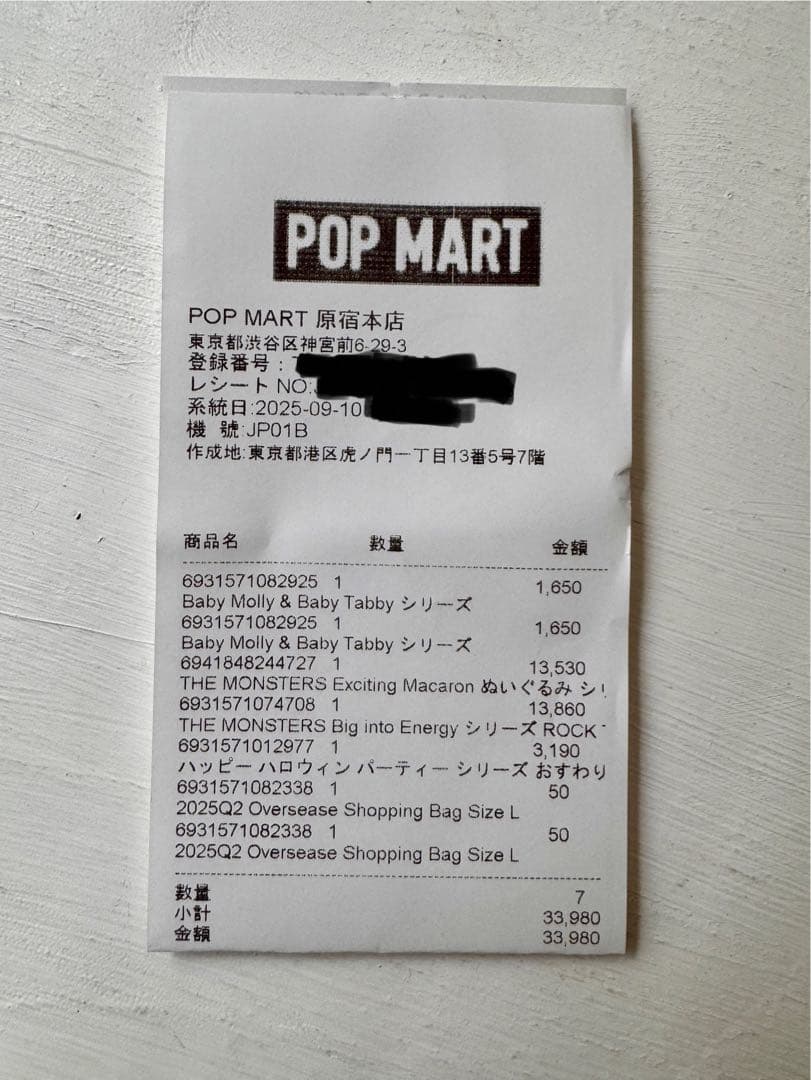 POP MART
POP MART 原宿本店
東京都渋谷区神宮前6-29-3
登録番号:
レシート NO:
系統日:2025-09-10
機 號:JP01B
作成地:東京都港区虎ノ門一丁目13番5号7階
商品名 數量 金額
6931571082925 1 1,650
Baby Molly & Baby Tabby シリーズ
6931571082925 1 1,650
Baby Molly & Baby Tabby シリーズ
6941848244727 1 13,530
THE MONSTERS Exciting Macaron ぬいぐるみ シリ
6931571074708 1 13,860
THE MONSTERS Big into Energy シリーズ ROCK
6931571012977 1 3,190
ハッピー ハロウィン パーティー シリーズ おすわり
6931571082338 1 50
2025Q2 Oversease Shopping Bag Size L
6931571082338 1 50
2025Q2 Oversease Shopping Bag Size L
數量 7
小計 33,980
金額 33,980